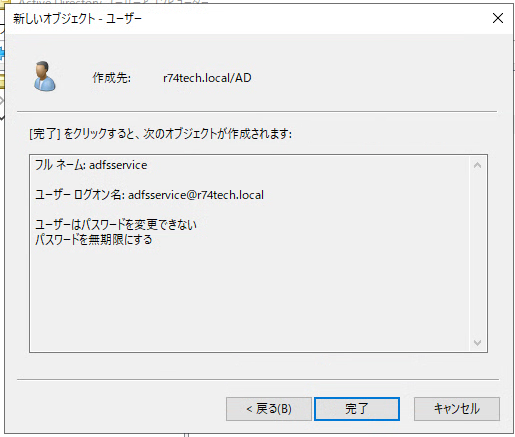 新しいオブジェクト - ユーザー
作成先: r74tech.local/AD
[完了] をクリックすると、次のオブジェクトが作成されます:
フル ネーム: adfsservice
ユーザー ログオン名: adfsservice@r74tech.local
ユーザーはパスワードを変更できない
パスワードを無期限にする
< 戻る(B)
完了
キャンセル